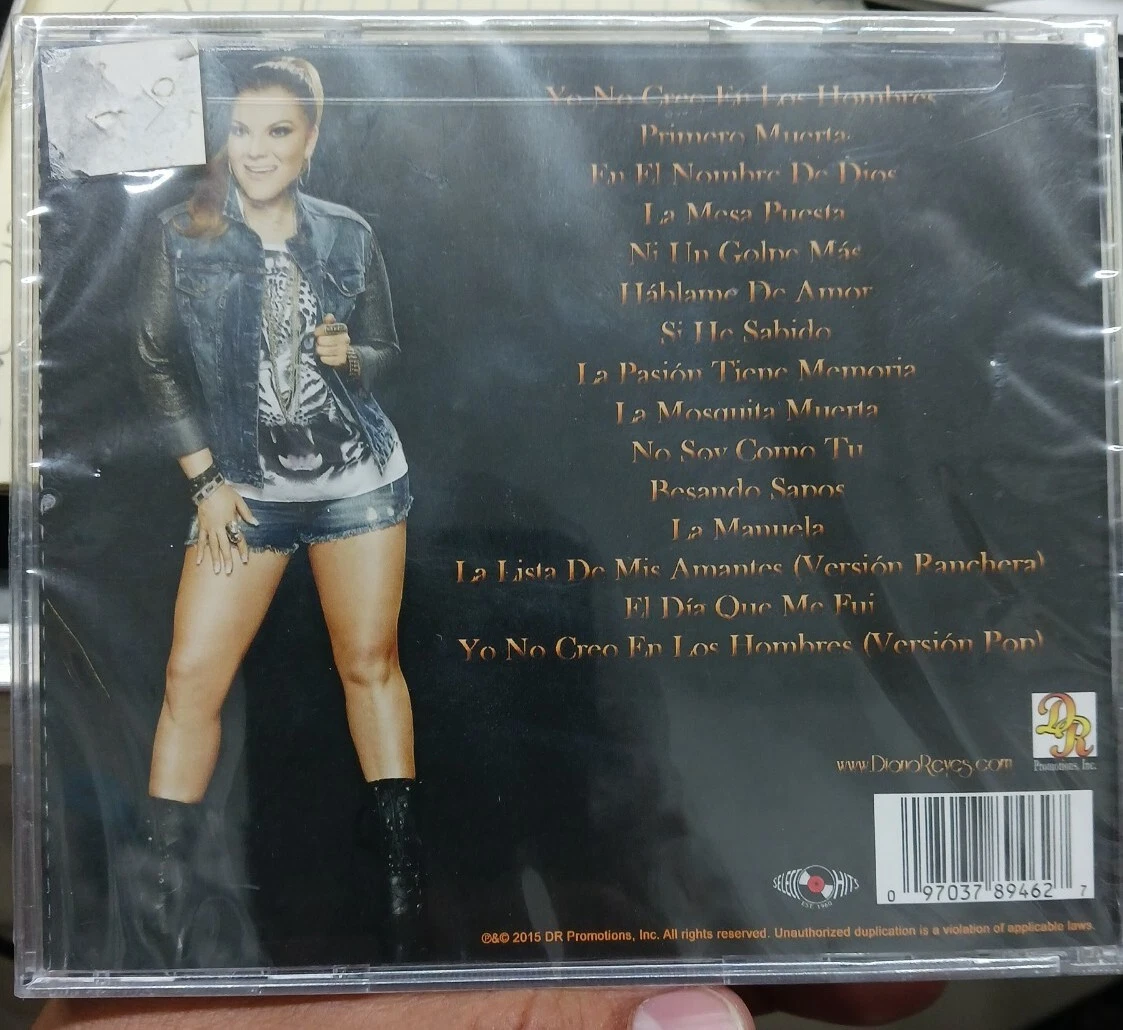 Yo No Creo En Los Hombres
Primero Muerta
En El Nombre De Dios
La Mesa Puesta
Ni Un Golpe Más
Háblame De Amor
Si He Sabido
La Pasión Tiene Memoria
La Mosquita Muerta
No Soy Como Tu
Besando Sapos
La Manuela
La Lista De Mis Amantes (Versión Ranchera)
El Día Que Me Fui
Yo No Creo En Los Hombres (Versión Pop)
DR
Promotions, Inc.
www.DianaReyes.com
SELECT HITS
EST. 1960
0 97037 89462 7
℗&© 2015 DR Promotions, Inc. All rights reserved. Unauthorized duplication is a violation of applicable laws.